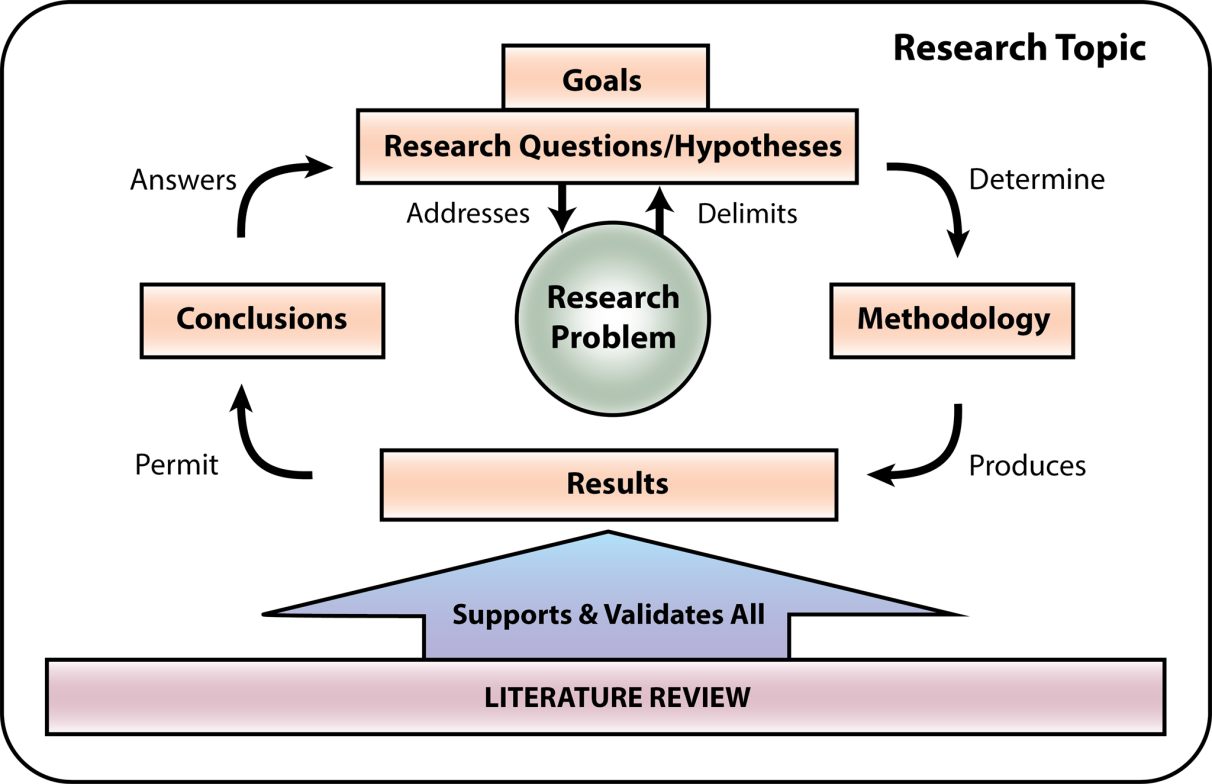 Research Topic
Goals
Research Questions/Hypotheses
Answers
Determine
Addresses
Delimits
Research
Problem
Conclusions
Methodology
Permit
Produces
Results
Supports & Validates All
LITERATURE REVIEW